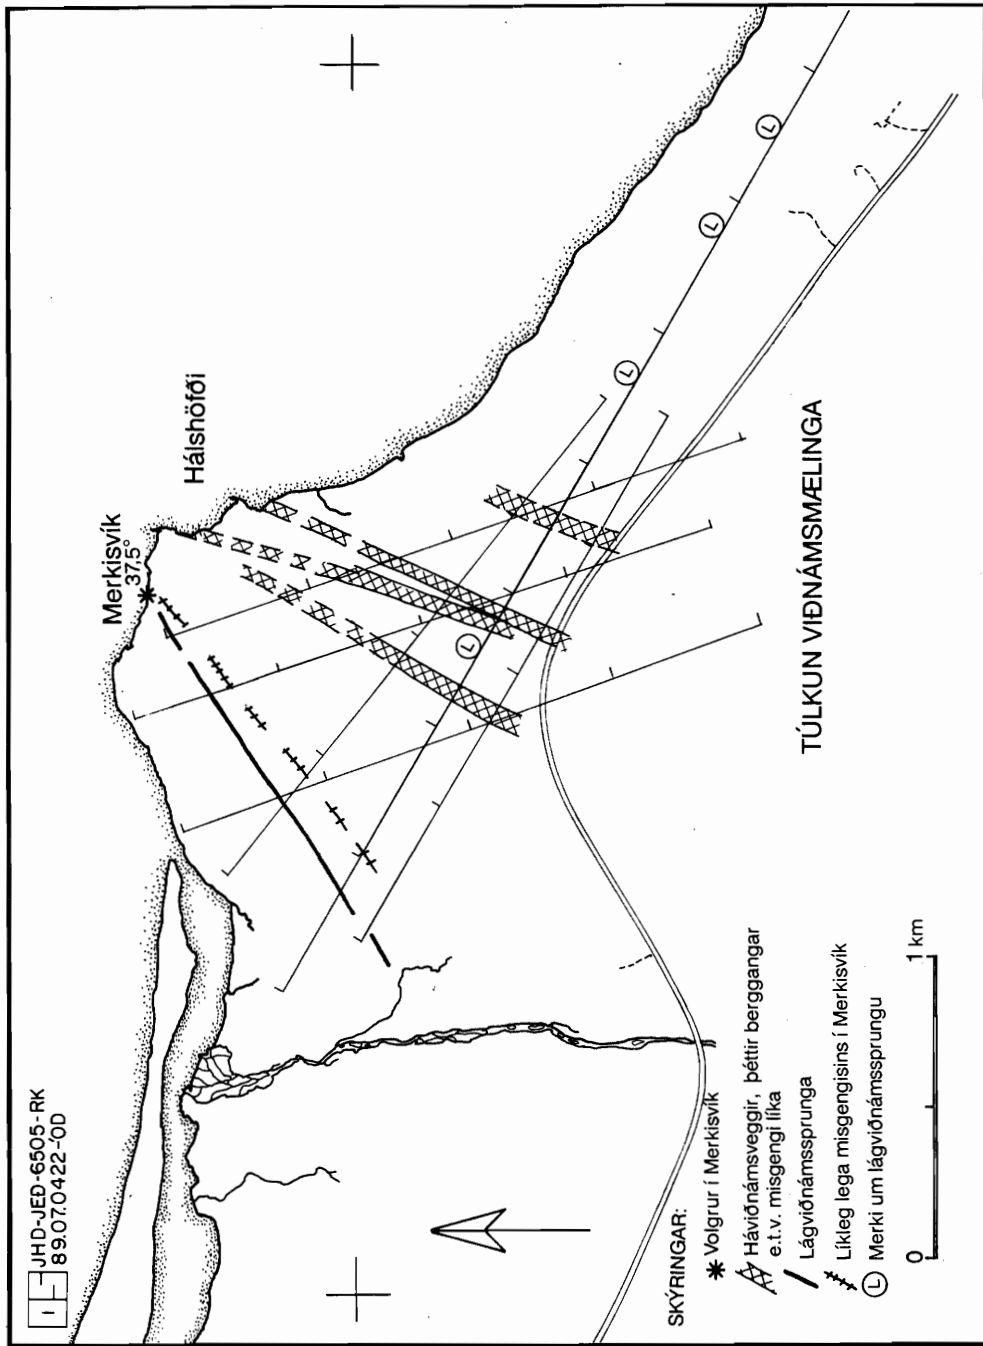 JHD-JED-6505-RK
89.07.0422-'OD
Merkisvík
37,5°
Hálshöfði
L
L
L
L
TÚLKUN VIÐNÁMSMÆLINGA
SKÝRINGAR:
Volgrur í Merkisvík
Háviðnámsveggir, þéttir berggangar
e.t.v. misgengi líka
Lágviðnámssprunga
Líkleg lega misgengisins í Merkisvík
L Merki um lágviðnámssprungu
0 1 km